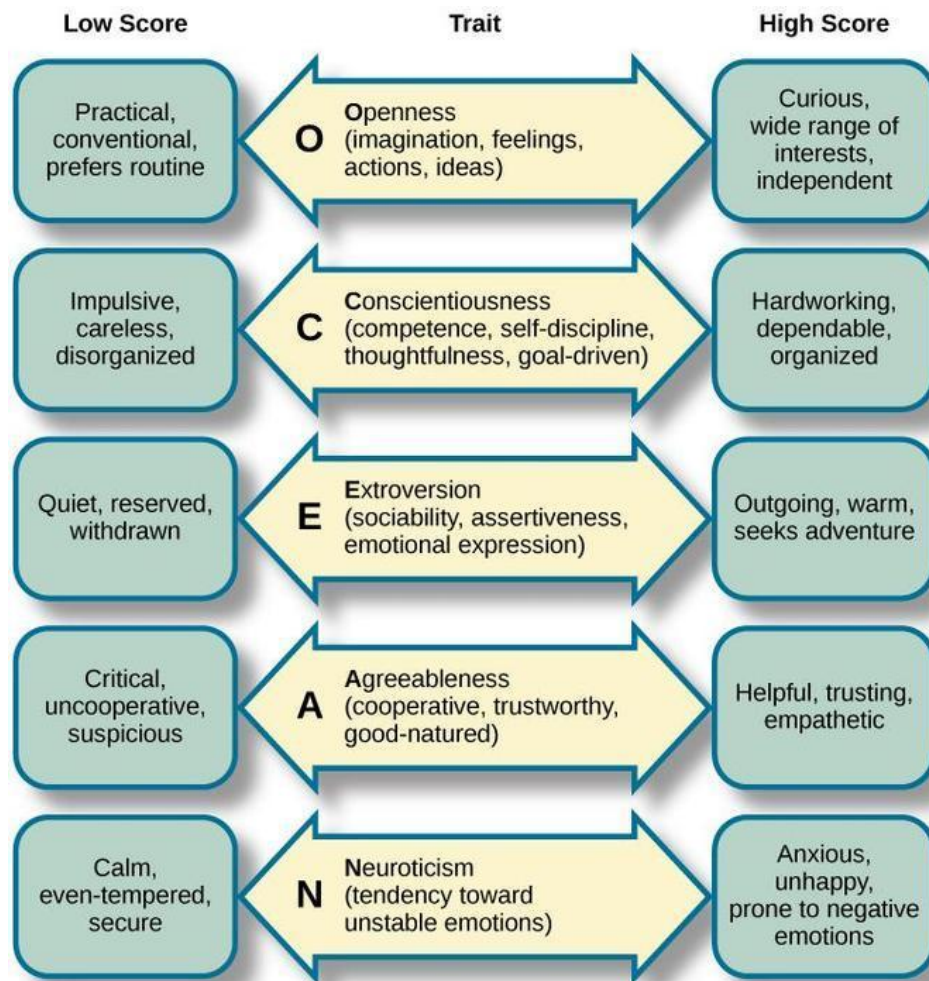 Low Score
Trait
High Score
Practical,
conventional,
prefers routine
O
Openness
(imagination, feelings,
actions, ideas)
Curious,
wide range of
interests,
independent
Impulsive,
careless,
disorganized
C
Conscientiousness
(competence, self-discipline,
thoughtfulness, goal-driven)
Hardworking,
dependable,
organized
Quiet, reserved,
withdrawn
E
Extroversion
(sociability, assertiveness,
emotional expression)
Outgoing, warm,
seeks adventure
Critical,
uncooperative,
suspicious
A
Agreeableness
(cooperative, trustworthy,
good-natured)
Helpful, trusting,
empathetic
Calm,
even-tempered,
secure
N
Neuroticism
(tendency toward
unstable emotions)
Anxious,
unhappy,
prone to negative
emotions